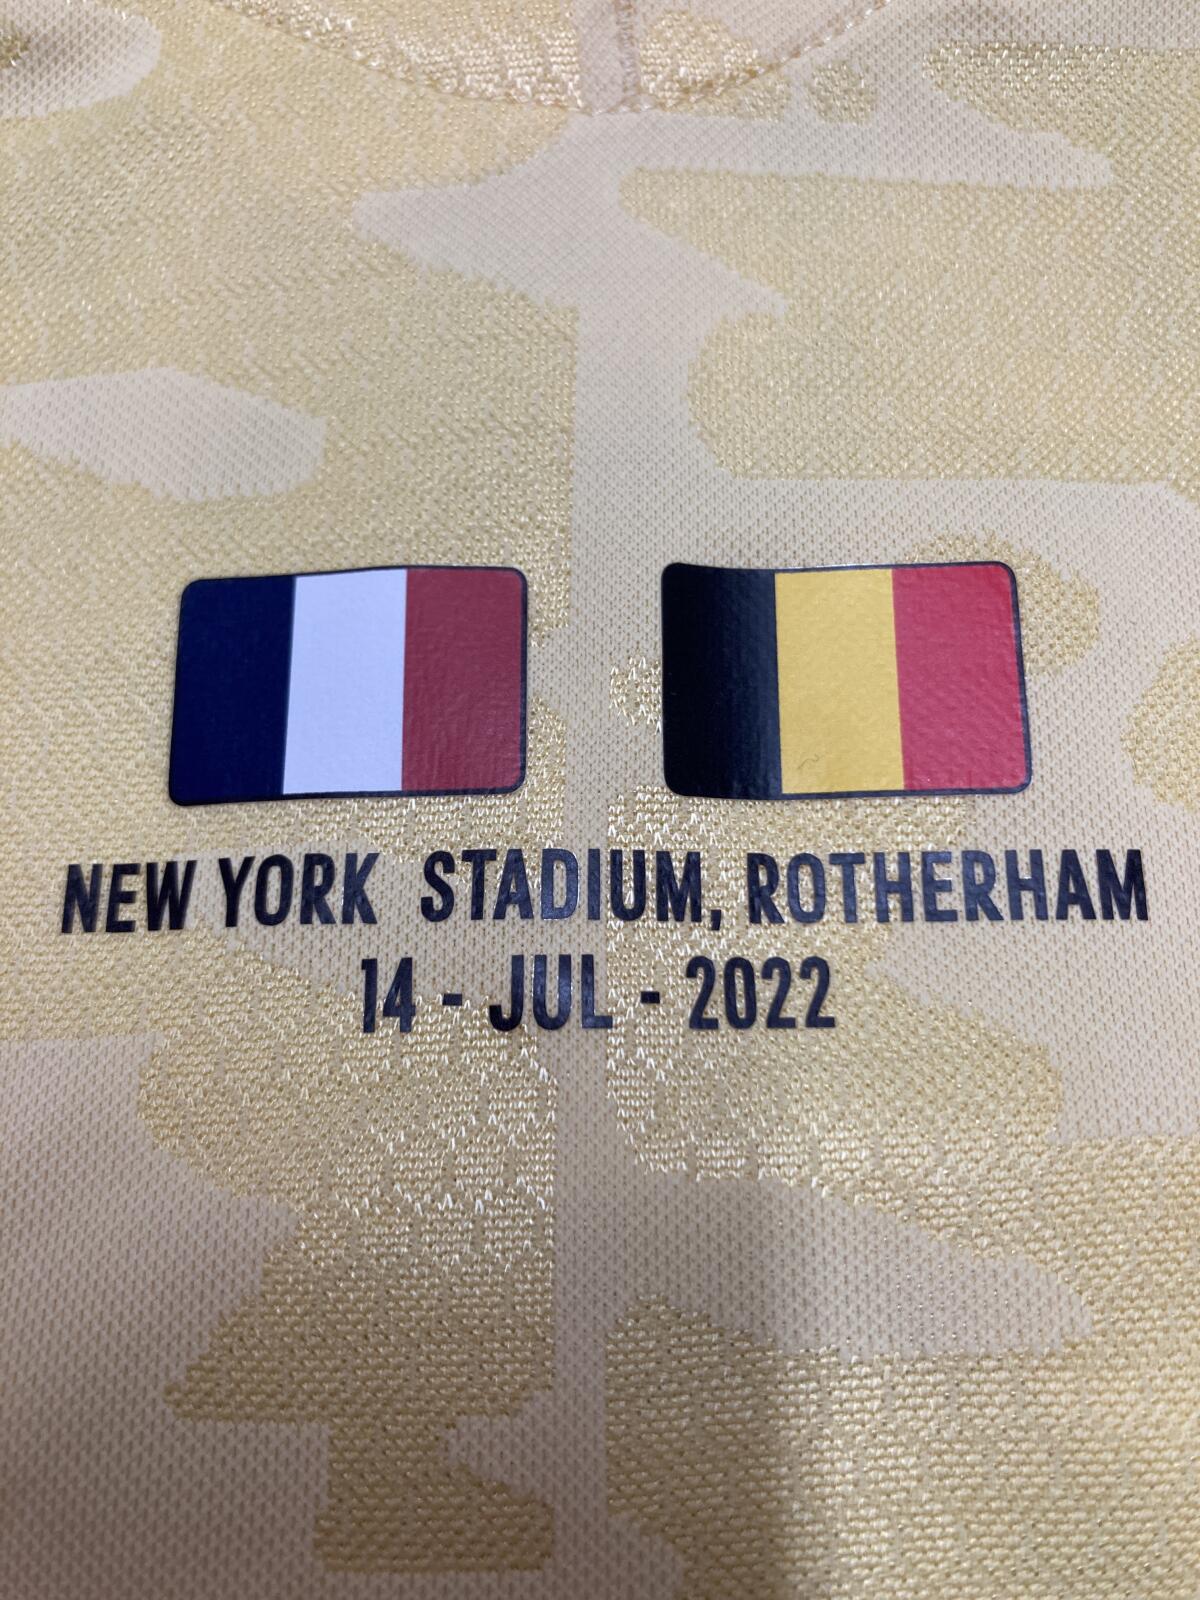 NEW YORK STADIUM, ROTHERHAM
14 - JUL - 2022